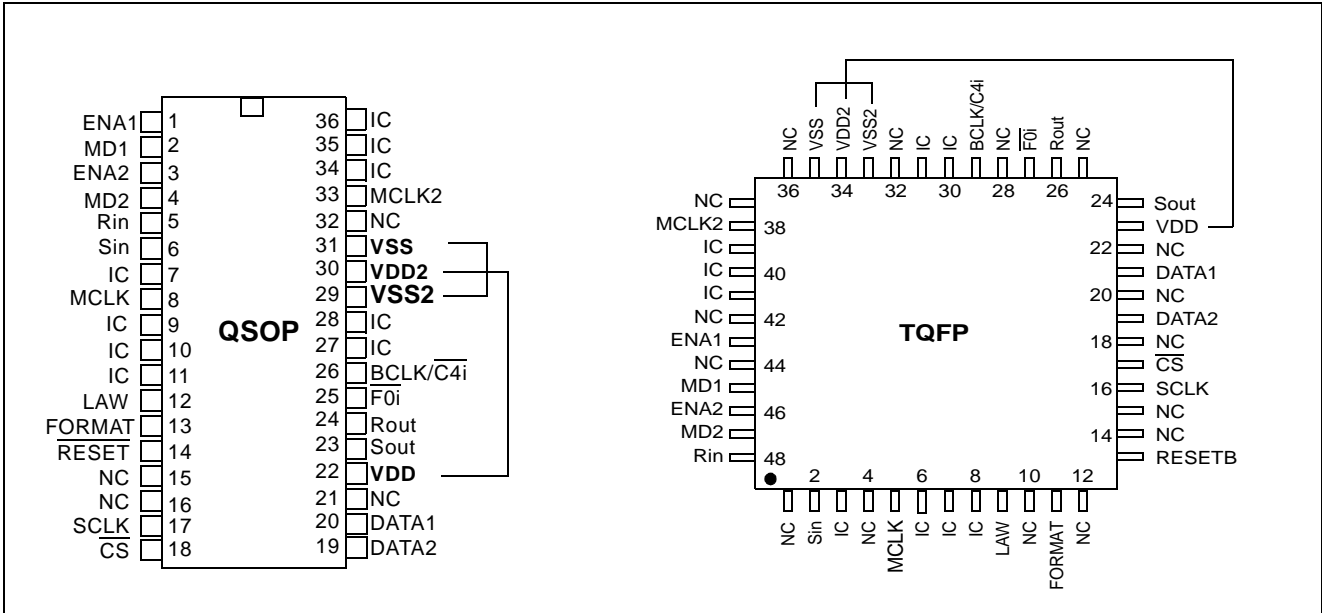 ENA1 1 36 IC
MD1 2 35 IC
ENA2 3 34 IC
MD2 4 33 MCLK2
Rin 5 32 NC
Sin 6 31 VSS
IC 7 30 VDD2
MCLK 8 29 VSS2
IC 9 28 IC
IC 10 27 IC
IC 11 26 BCLK/C4i
LAW 12 25 F0i
FORMAT 13 24 Rout
RESET 14 23 Sout
NC 15 22 VDD
NC 16 21 NC
SCLK 17 20 DATA1
CS 18 19 DATA2
QSOP
NC
VSS
VDD2
VSS2
NC
IC
IC
BCLK/C4i
NC
F0i
Rout
NC
36 34 32 30 28 26
NC 24 Sout
MCLK2 38 VDD
IC 22 NC
IC 40 DATA1
IC 20 NC
NC 42 DATA2
ENA1 18 NC
NC 44 CS
MD1 16 SCLK
ENA2 46 NC
MD2 14 NC
Rin 48 RESETB
TQFP
2 4 6 8 10 12
NC
Sin
IC
NC
MCLK
IC
IC
IC
LAW
NC
FORMAT
NC